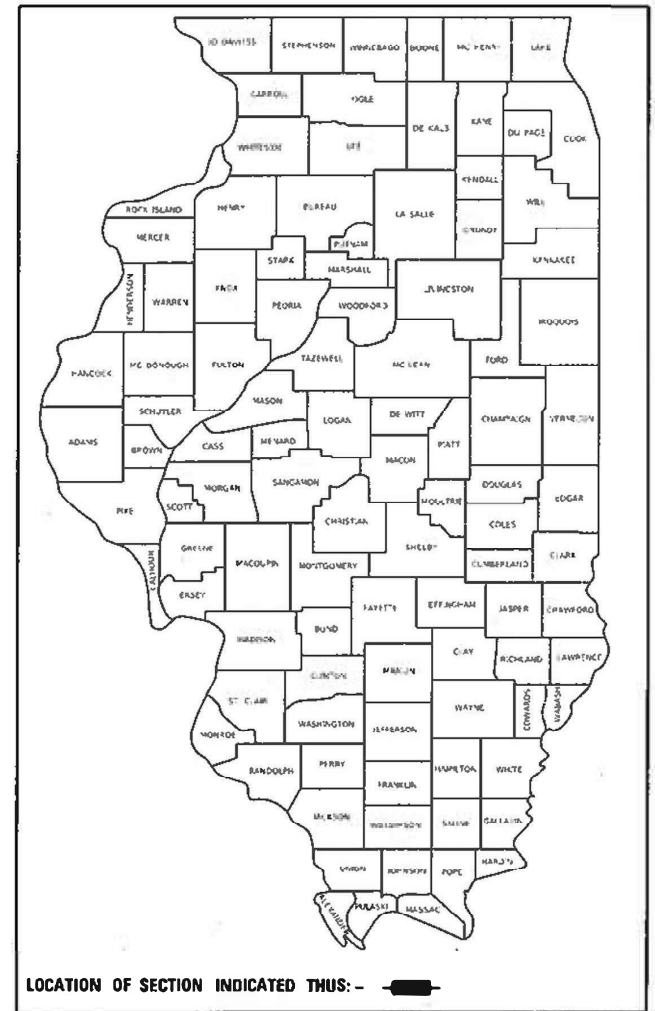 JO DAVIESS STEPHENSON WINNEBAGO BOONE MC HENRY LAKE
CARROLL OGLE
DE KALB KANE DU PAGE COOK
WHITESIDE LEE
KENDALL
ROCK ISLAND HENRY BUREAU LA SALLE WILL
MERCER PUTNAM GRUNDY
STARK MARSHALL KANKAKEE
HENDERSON WARREN KNOX PEORIA WOODFORD LIVINGSTON IROQUOIS
HANCOCK MC DONOUGH FULTON TAZEWELL MC LEAN FORD
SCHUYLER MASON
ADAMS BROWN CASS MENARD LOGAN DE WITT PIATT CHAMPAIGN VERMILION
MACON
PIKE SCOTT MORGAN SANGAMON CHRISTIAN MOULTRIE DOUGLAS EDGAR
COLES
CALHOUN GREENE MACOUPIN MONTGOMERY SHELBY CUMBERLAND CLARK
ERSEY FAYETTE EFFINGHAM JASPER CRAWFORD
MADISON BOND CLAY RICHLAND LAWRENCE
CLINTON MARION
ST. CLAIR WAYNE EDWARDS WABASH
MONROE WASHINGTON JEFFERSON
RANDOLPH PERRY HAMILTON WHITE
FRANKLIN
JACKSON WILLIAMSON SALINE GALLATIN
UNION JOHNSON POPE HARDIN
ALEXANDER PULASKI MASSAC
LOCATION OF SECTION INDICATED THUS: -